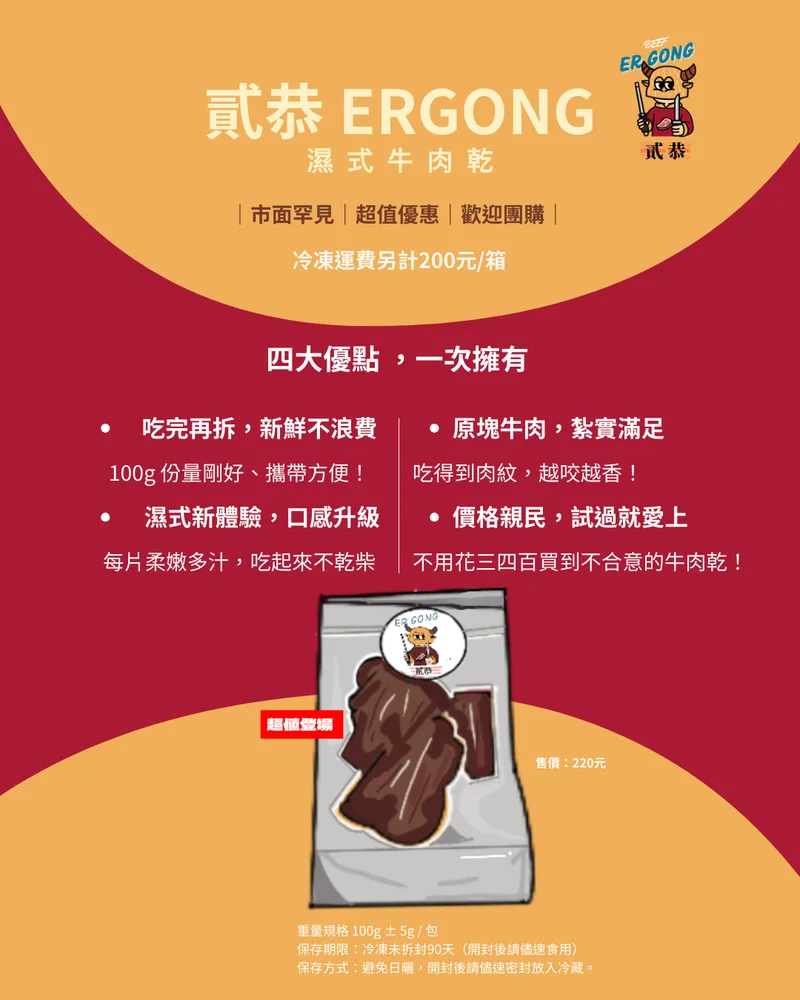 BEEF
ER GONG
貳恭
貳恭 ERGONG
濕式牛肉乾
｜市面罕見｜超值優惠｜歡迎團購｜
冷凍運費另計200元/箱
四大優點 ，一次擁有
• 吃完再拆，新鮮不浪費
100g 份量剛好、攜帶方便！
• 濕式新體驗，口感升級
每片柔嫩多汁，吃起來不乾柴
• 原塊牛肉，紮實滿足
吃得到肉紋，越咬越香！
• 價格親民，試過就愛上
不用花三四百買到不合意的牛肉乾！
ER GONG
貳恭
超值登場
售價：220元
重量規格 100g ± 5g / 包
保存期限：冷凍未拆封90天（開封後請儘速食用）
保存方式：避免日曬，開封後請儘速密封放入冷藏。